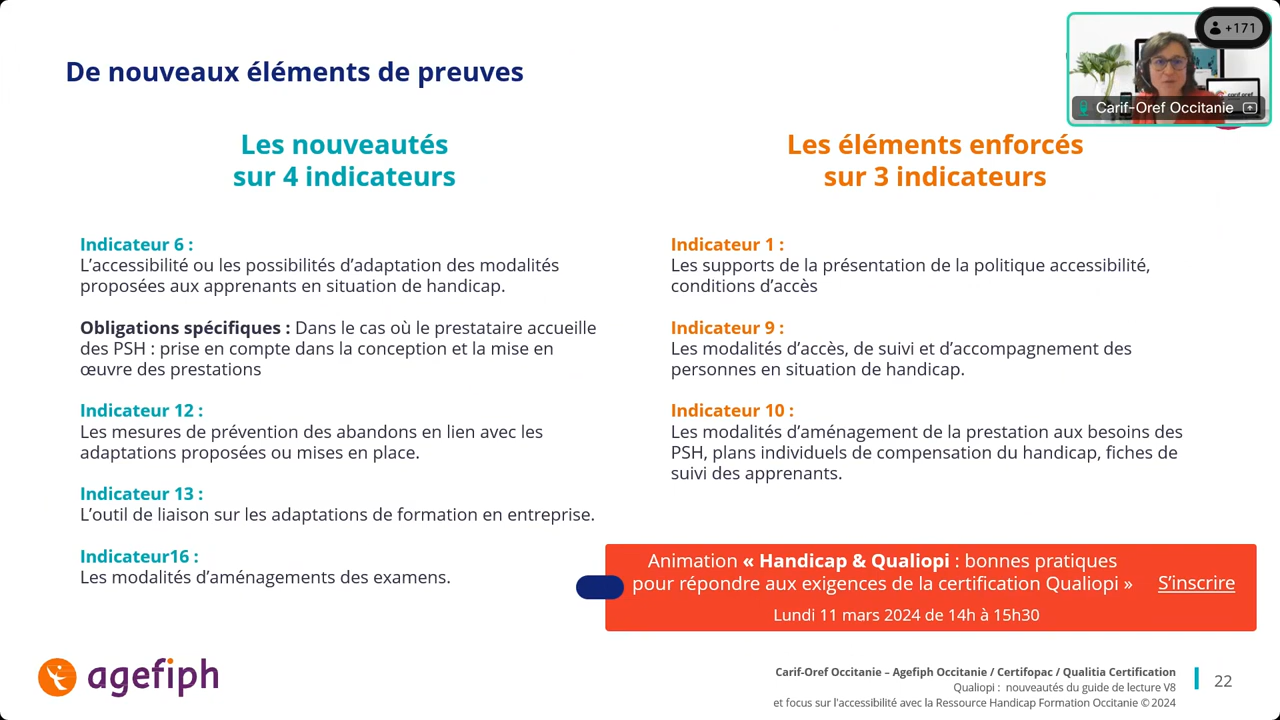 De nouveaux éléments de preuves
+171
Carif-Oref Occitanie
Les nouveautés
sur 4 indicateurs
Indicateur 6 :
L’accessibilité ou les possibilités d’adaptation des modalités
proposées aux apprenants en situation de handicap.
Obligations spécifiques : Dans le cas où le prestataire accueille
des PSH : prise en compte dans la conception et la mise en
œuvre des prestations
Indicateur 12 :
Les mesures de prévention des abandons en lien avec les
adaptations proposées ou mises en place.
Indicateur 13 :
L’outil de liaison sur les adaptations de formation en entreprise.
Indicateur16 :
Les modalités d’aménagements des examens.
Les éléments enforcés
sur 3 indicateurs
Indicateur 1 :
Les supports de la présentation de la politique accessibilité,
conditions d’accès
Indicateur 9 :
Les modalités d’accès, de suivi et d’accompagnement des
personnes en situation de handicap.
Indicateur 10 :
Les modalités d’aménagement de la prestation aux besoins des
PSH, plans individuels de compensation du handicap, fiches de
suivi des apprenants.
Animation « Handicap & Qualiopi : bonnes pratiques
pour répondre aux exigences de la certification Qualiopi »
S’inscrire
Lundi 11 mars 2024 de 14h à 15h30
agefiph
Carif-Oref Occitanie – Agefiph Occitanie / Certifopac / Qualitia Certification
Qualiopi : nouveautés du guide de lecture V8
et focus sur l'accessibilité avec la Ressource Handicap Formation Occitanie © 2024
22